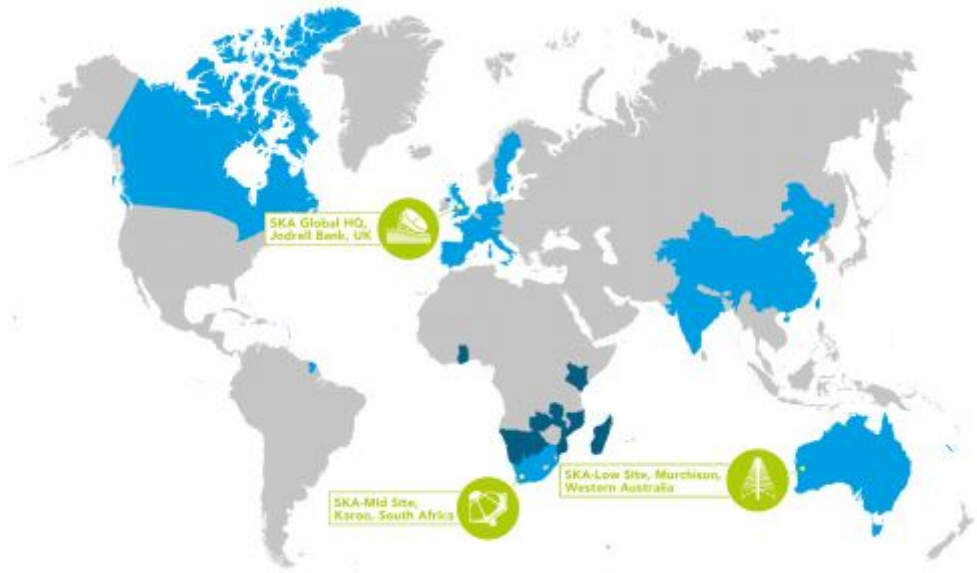 SKA Global HQ,
Jodrell Bank, UK
SKA-Low Site, Murchison,
Western Australia
SKA-Mid Site,
Karoo, South Africa